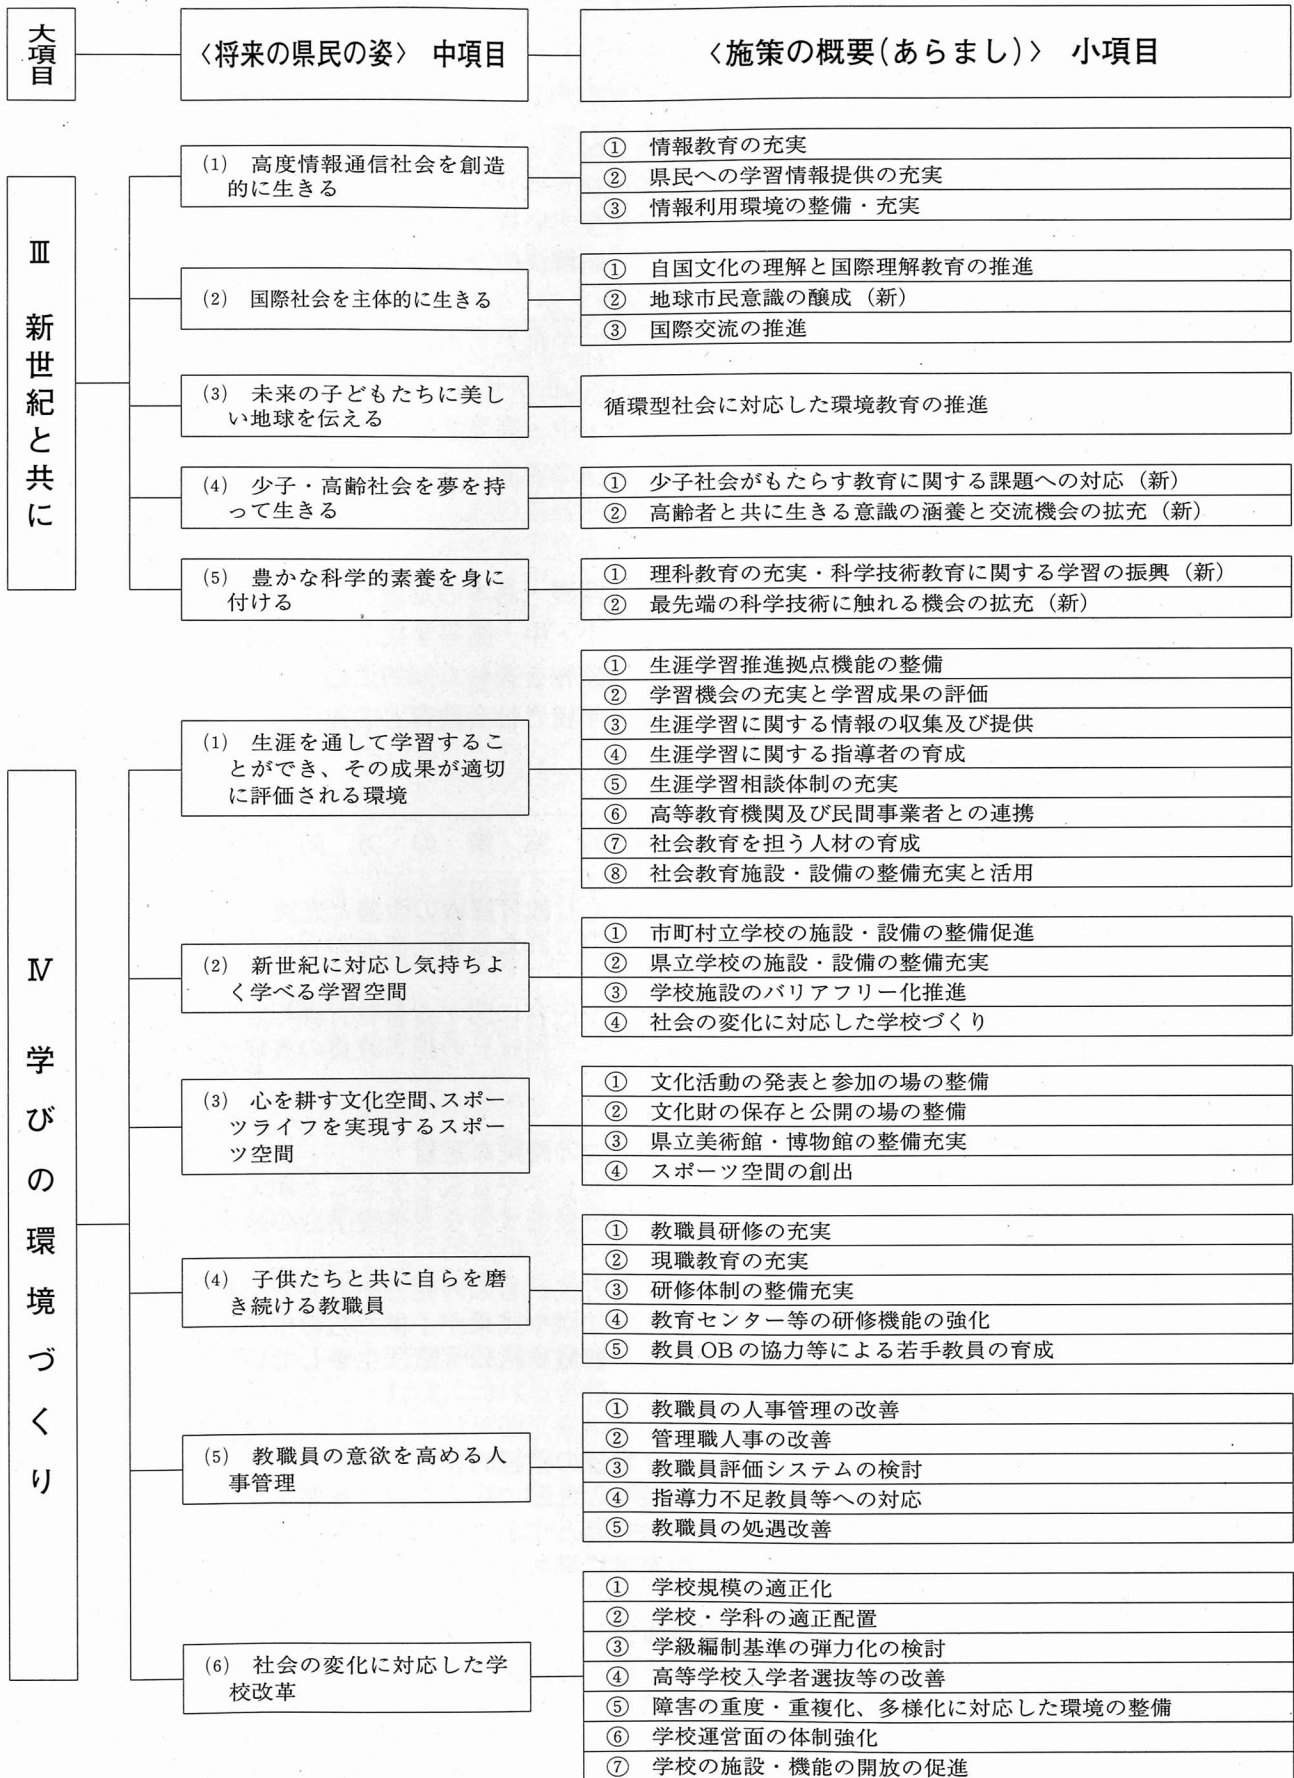 大項目
〈将来の県民の姿〉 中項目
〈施策の概要(あらまし)〉 小項目
Ⅲ 新世紀と共に
(1) 高度情報通信社会を創造
的に生きる
① 情報教育の充実
② 県民への学習情報提供の充実
③ 情報利用環境の整備・充実
(2) 国際社会を主体的に生きる
① 自国文化の理解と国際理解教育の推進
② 地球市民意識の醸成（新）
③ 国際交流の推進
(3) 未来の子どもたちに美し
い地球を伝える
循環型社会に対応した環境教育の推進
(4) 少子・高齢社会を夢を持
って生きる
① 少子社会がもたらす教育に関する課題への対応（新）
② 高齢者と共に生きる意識の涵養と交流機会の拡充（新）
(5) 豊かな科学的素養を身に
付ける
① 理科教育の充実・科学技術教育に関する学習の振興（新）
② 最先端の科学技術に触れる機会の拡充（新）
Ⅳ 学びの環境づくり
(1) 生涯を通して学習するこ
とができ、その成果が適切
に評価される環境
① 生涯学習推進拠点機能の整備
② 学習機会の充実と学習成果の評価
③ 生涯学習に関する情報の収集及び提供
④ 生涯学習に関する指導者の育成
⑤ 生涯学習相談体制の充実
⑥ 高等教育機関及び民間事業者との連携
⑦ 社会教育を担う人材の育成
⑧ 社会教育施設・設備の整備充実と活用
(2) 新世紀に対応し気持ちよ
く学べる学習空間
① 市町村立学校の施設・設備の整備促進
② 県立学校の施設・設備の整備充実
③ 学校施設のバリアフリー化推進
④ 社会の変化に対応した学校づくり
(3) 心を耕す文化空間、スポー
ツライフを実現するスポー
ツ空間
① 文化活動の発表と参加の場の整備
② 文化財の保存と公開の場の整備
③ 県立美術館・博物館の整備充実
④ スポーツ空間の創出
(4) 子供たちと共に自らを磨
き続ける教職員
① 教職員研修の充実
② 現職教育の充実
③ 研修体制の整備充実
④ 教育センター等の研修機能の強化
⑤ 教員OBの協力等による若手教員の育成
(5) 教職員の意欲を高める人
事管理
① 教職員の人事管理の改善
② 管理職人事の改善
③ 教職員評価システムの検討
④ 指導力不足教員等への対応
⑤ 教職員の処遇改善
(6) 社会の変化に対応した学
校改革
① 学校規模の適正化
② 学校・学科の適正配置
③ 学級編制基準の弾力化の検討
④ 高等学校入学者選抜等の改善
⑤ 障害の重度・重複化、多様化に対応した環境の整備
⑥ 学校運営面の体制強化
⑦ 学校の施設・機能の開放の促進